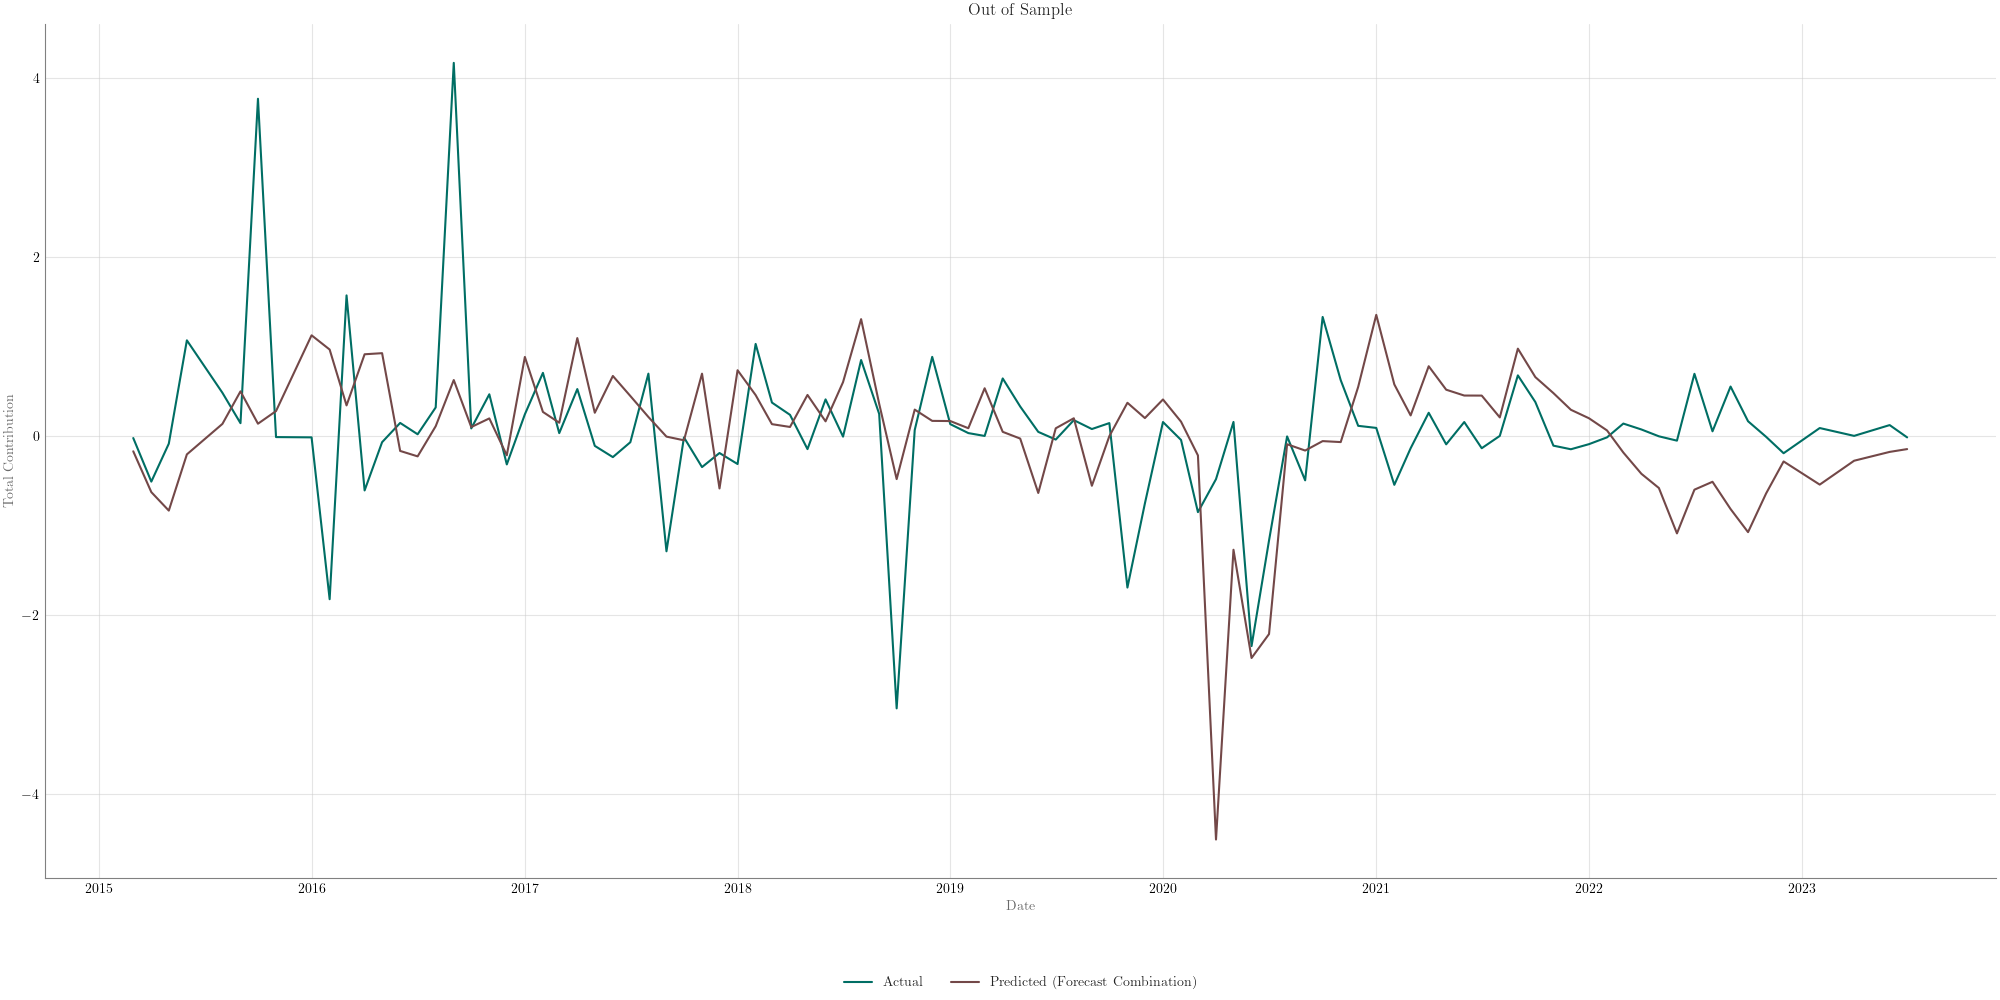 Out of Sample
Total Contribution
4
2
0
−2
−4
2015 2016 2017 2018 2019 2020 2021 2022 2023
Date
Actual Predicted (Forecast Combination)